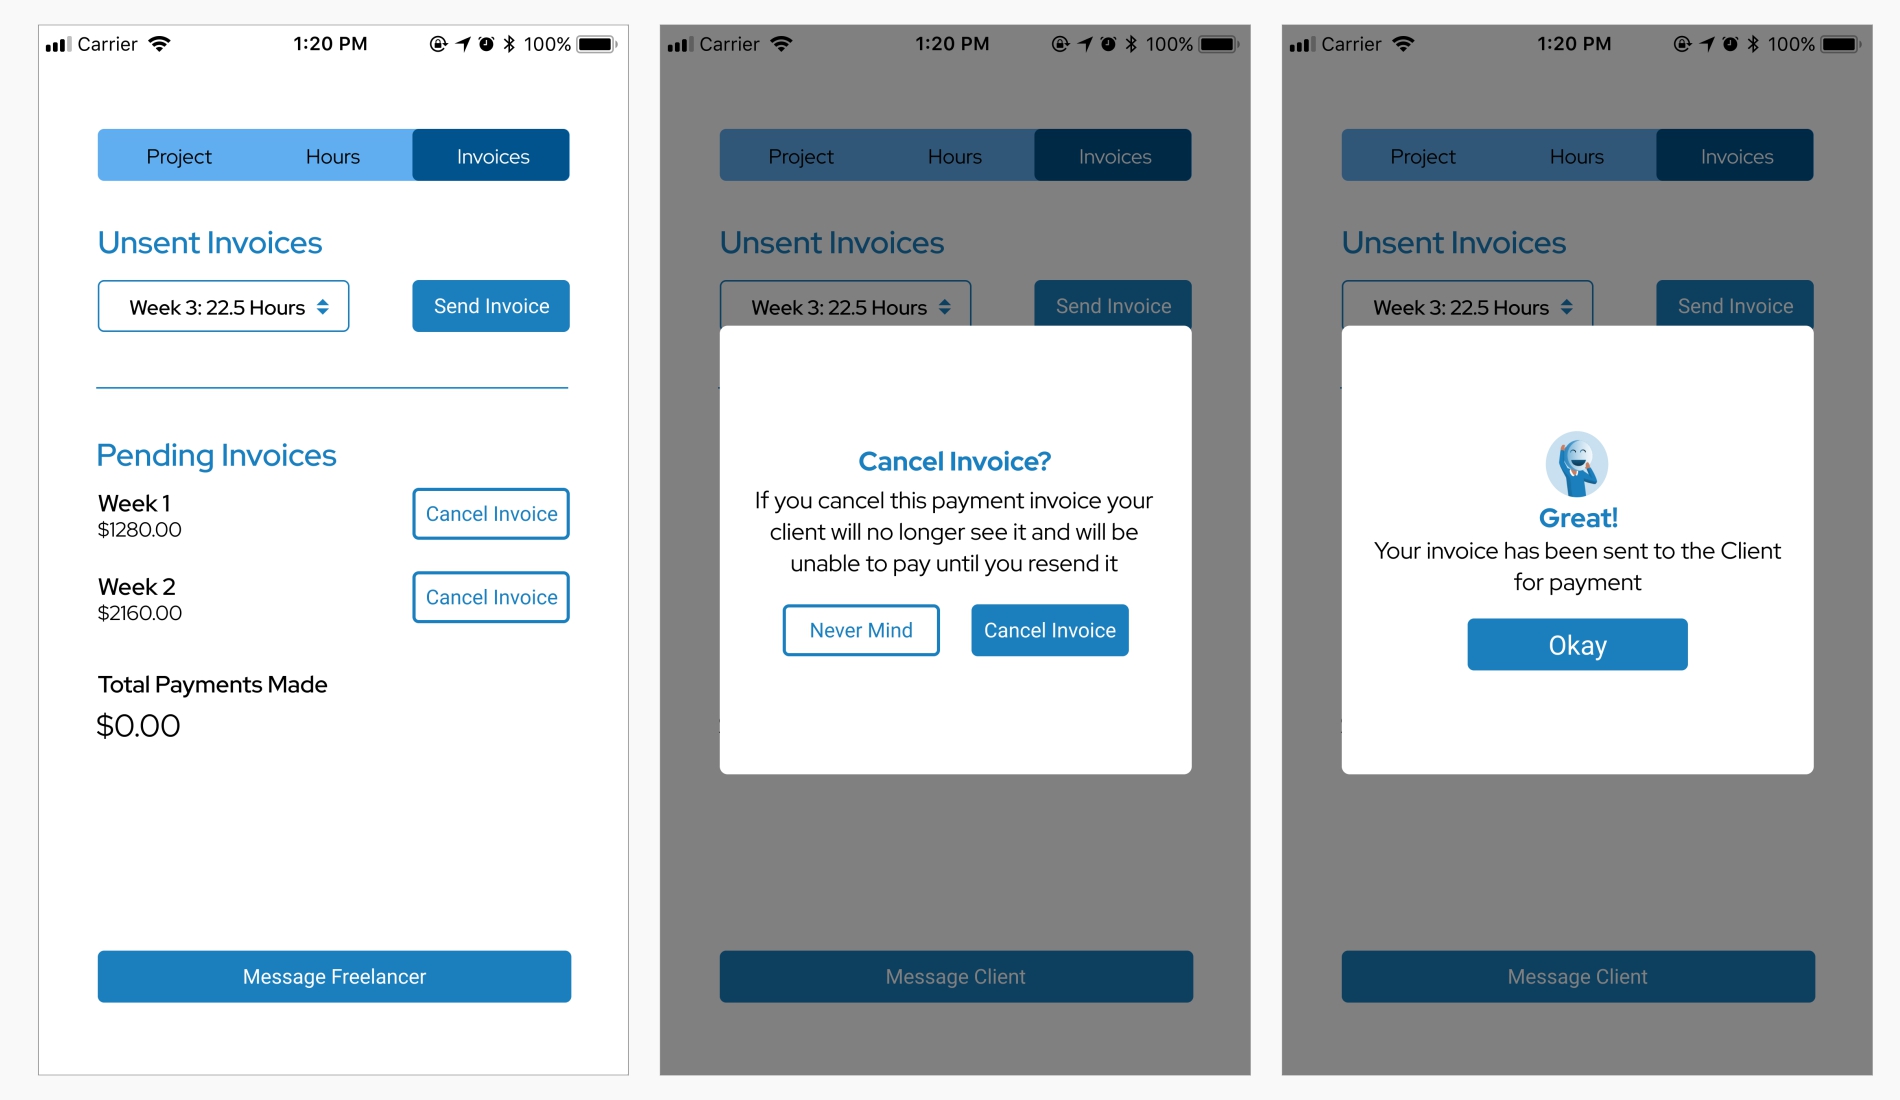 Carrier 1:20 PM 100%
Project Hours Invoices
Unsent Invoices
Week 3: 22.5 Hours Send Invoice
Pending Invoices
Week 1
$1280.00
Cancel Invoice
Week 2
$2160.00
Cancel Invoice
Total Payments Made
$0.00
Message Freelancer
Carrier 1:20 PM 100%
Project Hours Invoices
Unsent Invoices
Week 3: 22.5 Hours Send Invoice
Cancel Invoice?
If you cancel this payment invoice your
client will no longer see it and will be
unable to pay until you resend it
Never Mind Cancel Invoice
Message Client
Carrier 1:20 PM 100%
Project Hours Invoices
Unsent Invoices
Week 3: 22.5 Hours Send Invoice
Great!
Your invoice has been sent to the Client
for payment
Okay
Message Client